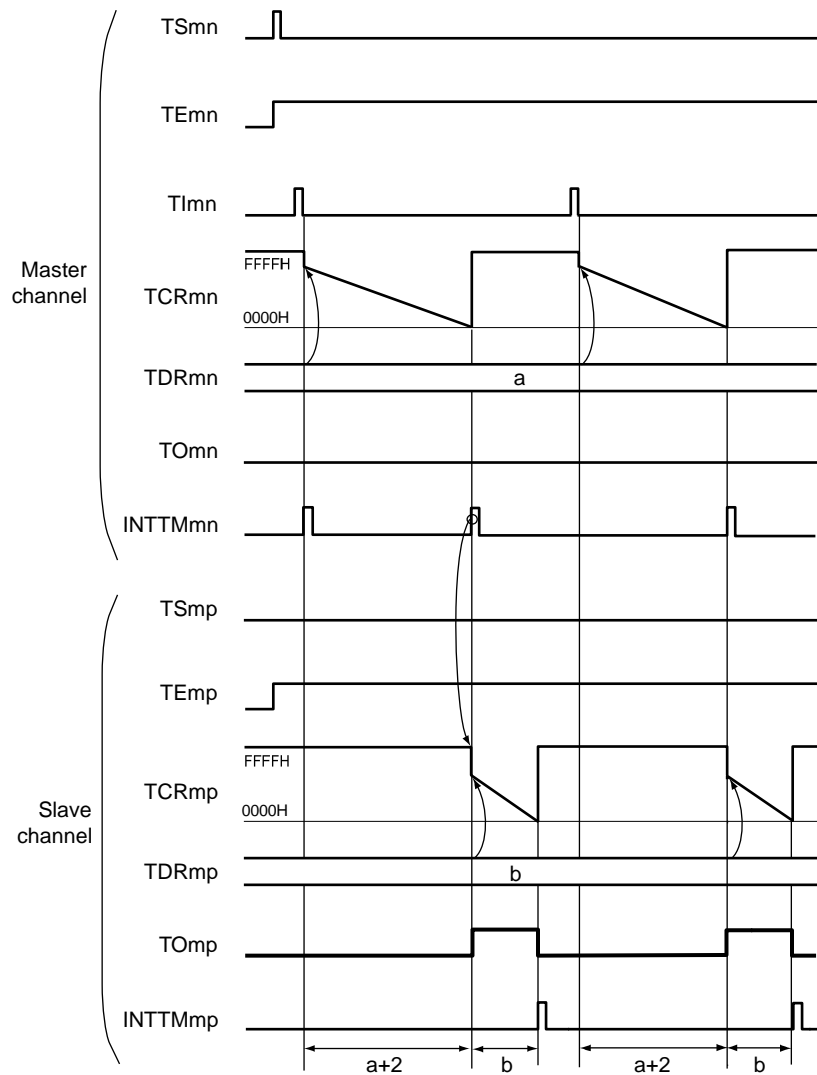 TSmn
TEmn
TImn
FFFFH
Master
channel
TCRmn
0000H
TDRmn
a
TOmn
INTTMmn
TSmp
TEmp
FFFFH
TCRmp
Slave
channel
0000H
TDRmp
b
TOmp
INTTMmp
a+2 b a+2 b